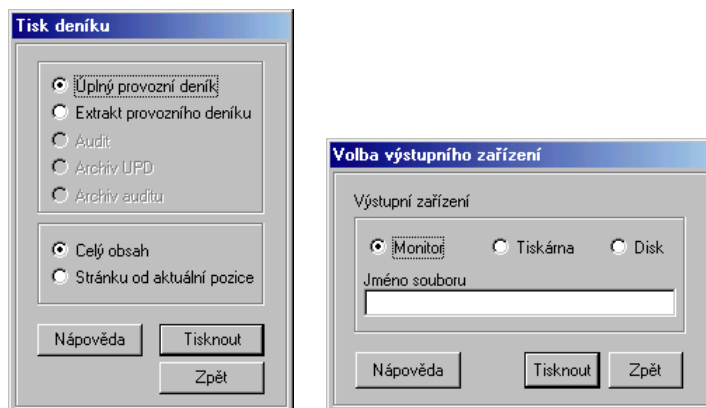 Tisk deníku
Úplný provozní deník
Extrakt provozního deníku
Audit
Archiv UPD
Archiv auditu
Celý obsah
Stránku od aktuální pozice
Nápověda Tisknout
Zpět
Volba výstupního zařízení
Výstupní zařízení
Monitor Tiskárna Disk
Jméno souboru
Nápověda Tisknout Zpět